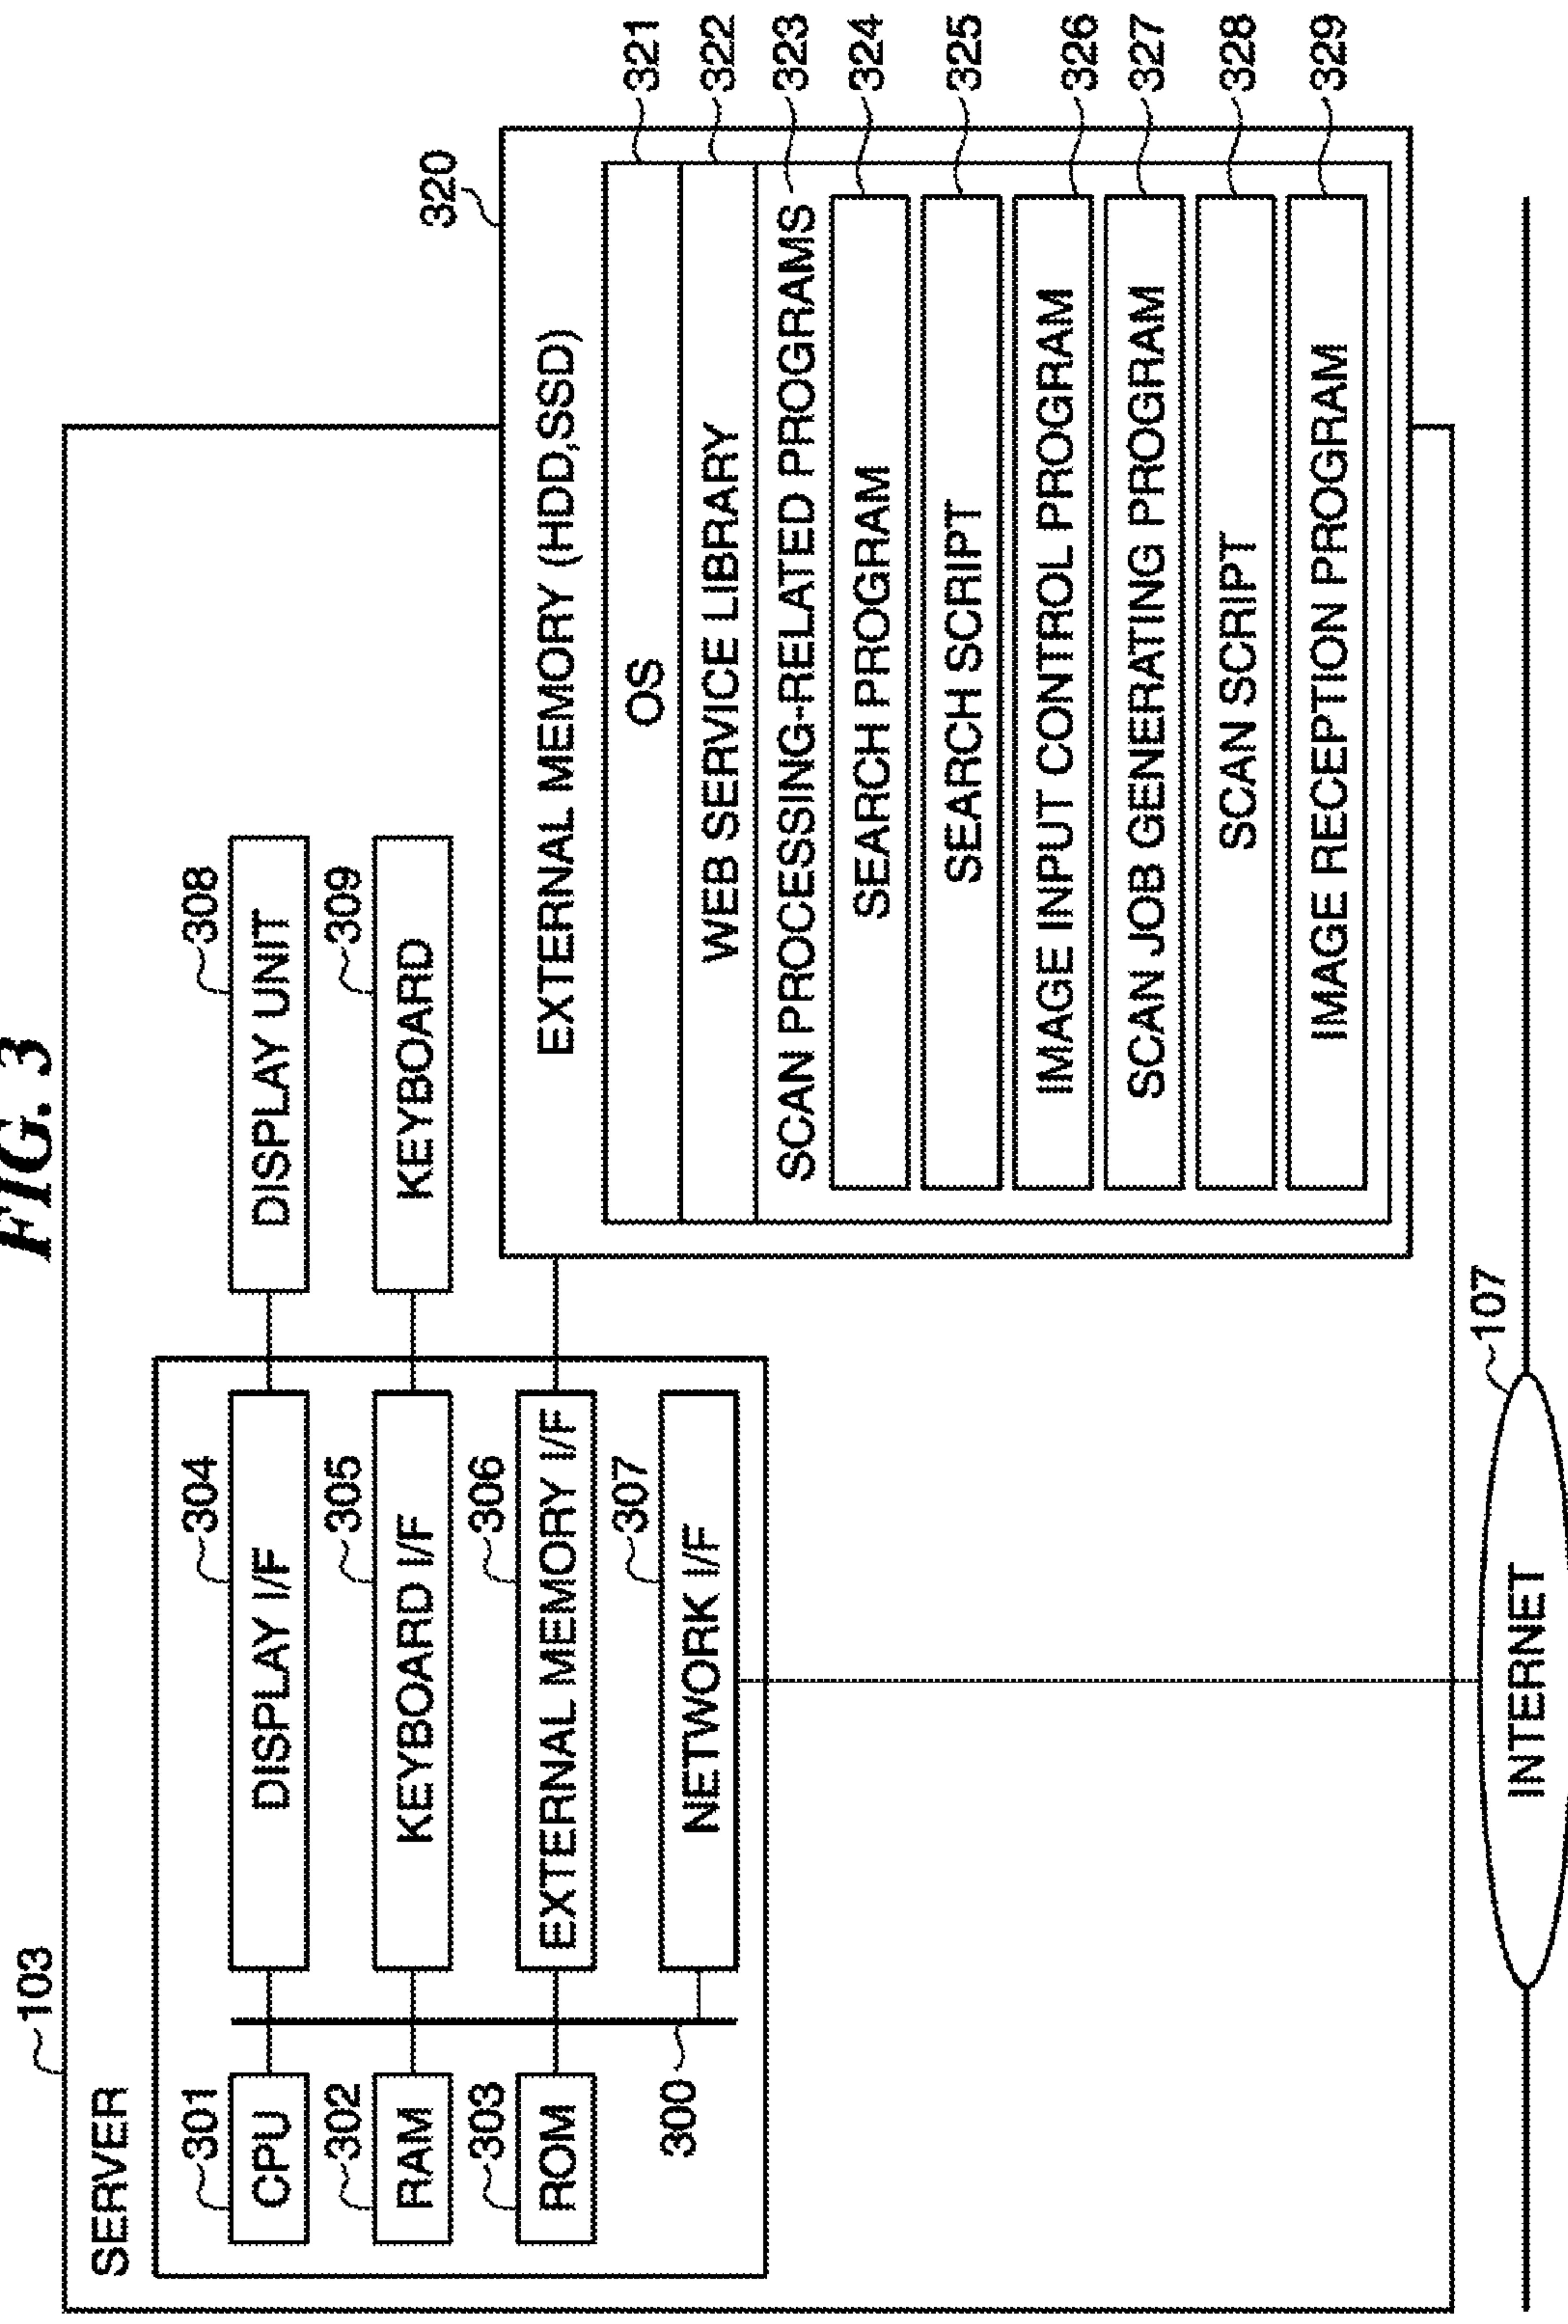 FIG. 3
103
SERVER
301
CPU
302
RAM
303
ROM
300
304
DISPLAY I/F
305
KEYBOARD I/F
306
EXTERNAL MEMORY I/F
307
NETWORK I/F
308
DISPLAY UNIT
309
KEYBOARD
320
EXTERNAL MEMORY (HDD,SSD)
OS
321
WEB SERVICE LIBRARY
322
SCAN PROCESSING-RELATED PROGRAMS
323
SEARCH PROGRAM
324
SEARCH SCRIPT
325
IMAGE INPUT CONTROL PROGRAM
326
SCAN JOB GENERATING PROGRAM
327
SCAN SCRIPT
328
IMAGE RECEPTION PROGRAM
329
107
INTERNET